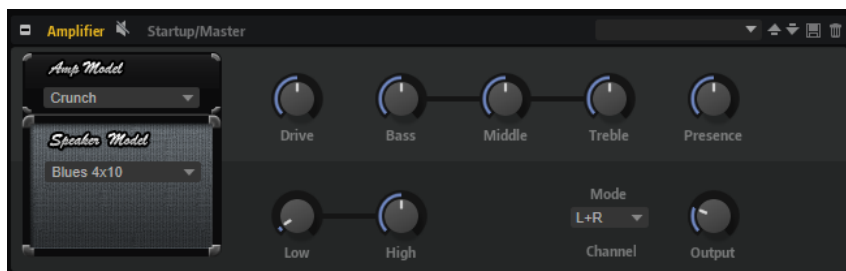 Amplifier Startup/Master
Amp Model
Crunch
Speaker Model
Blues 4x10
Drive Bass Middle Treble Presence
Mode
L+R
Low High Channel Output